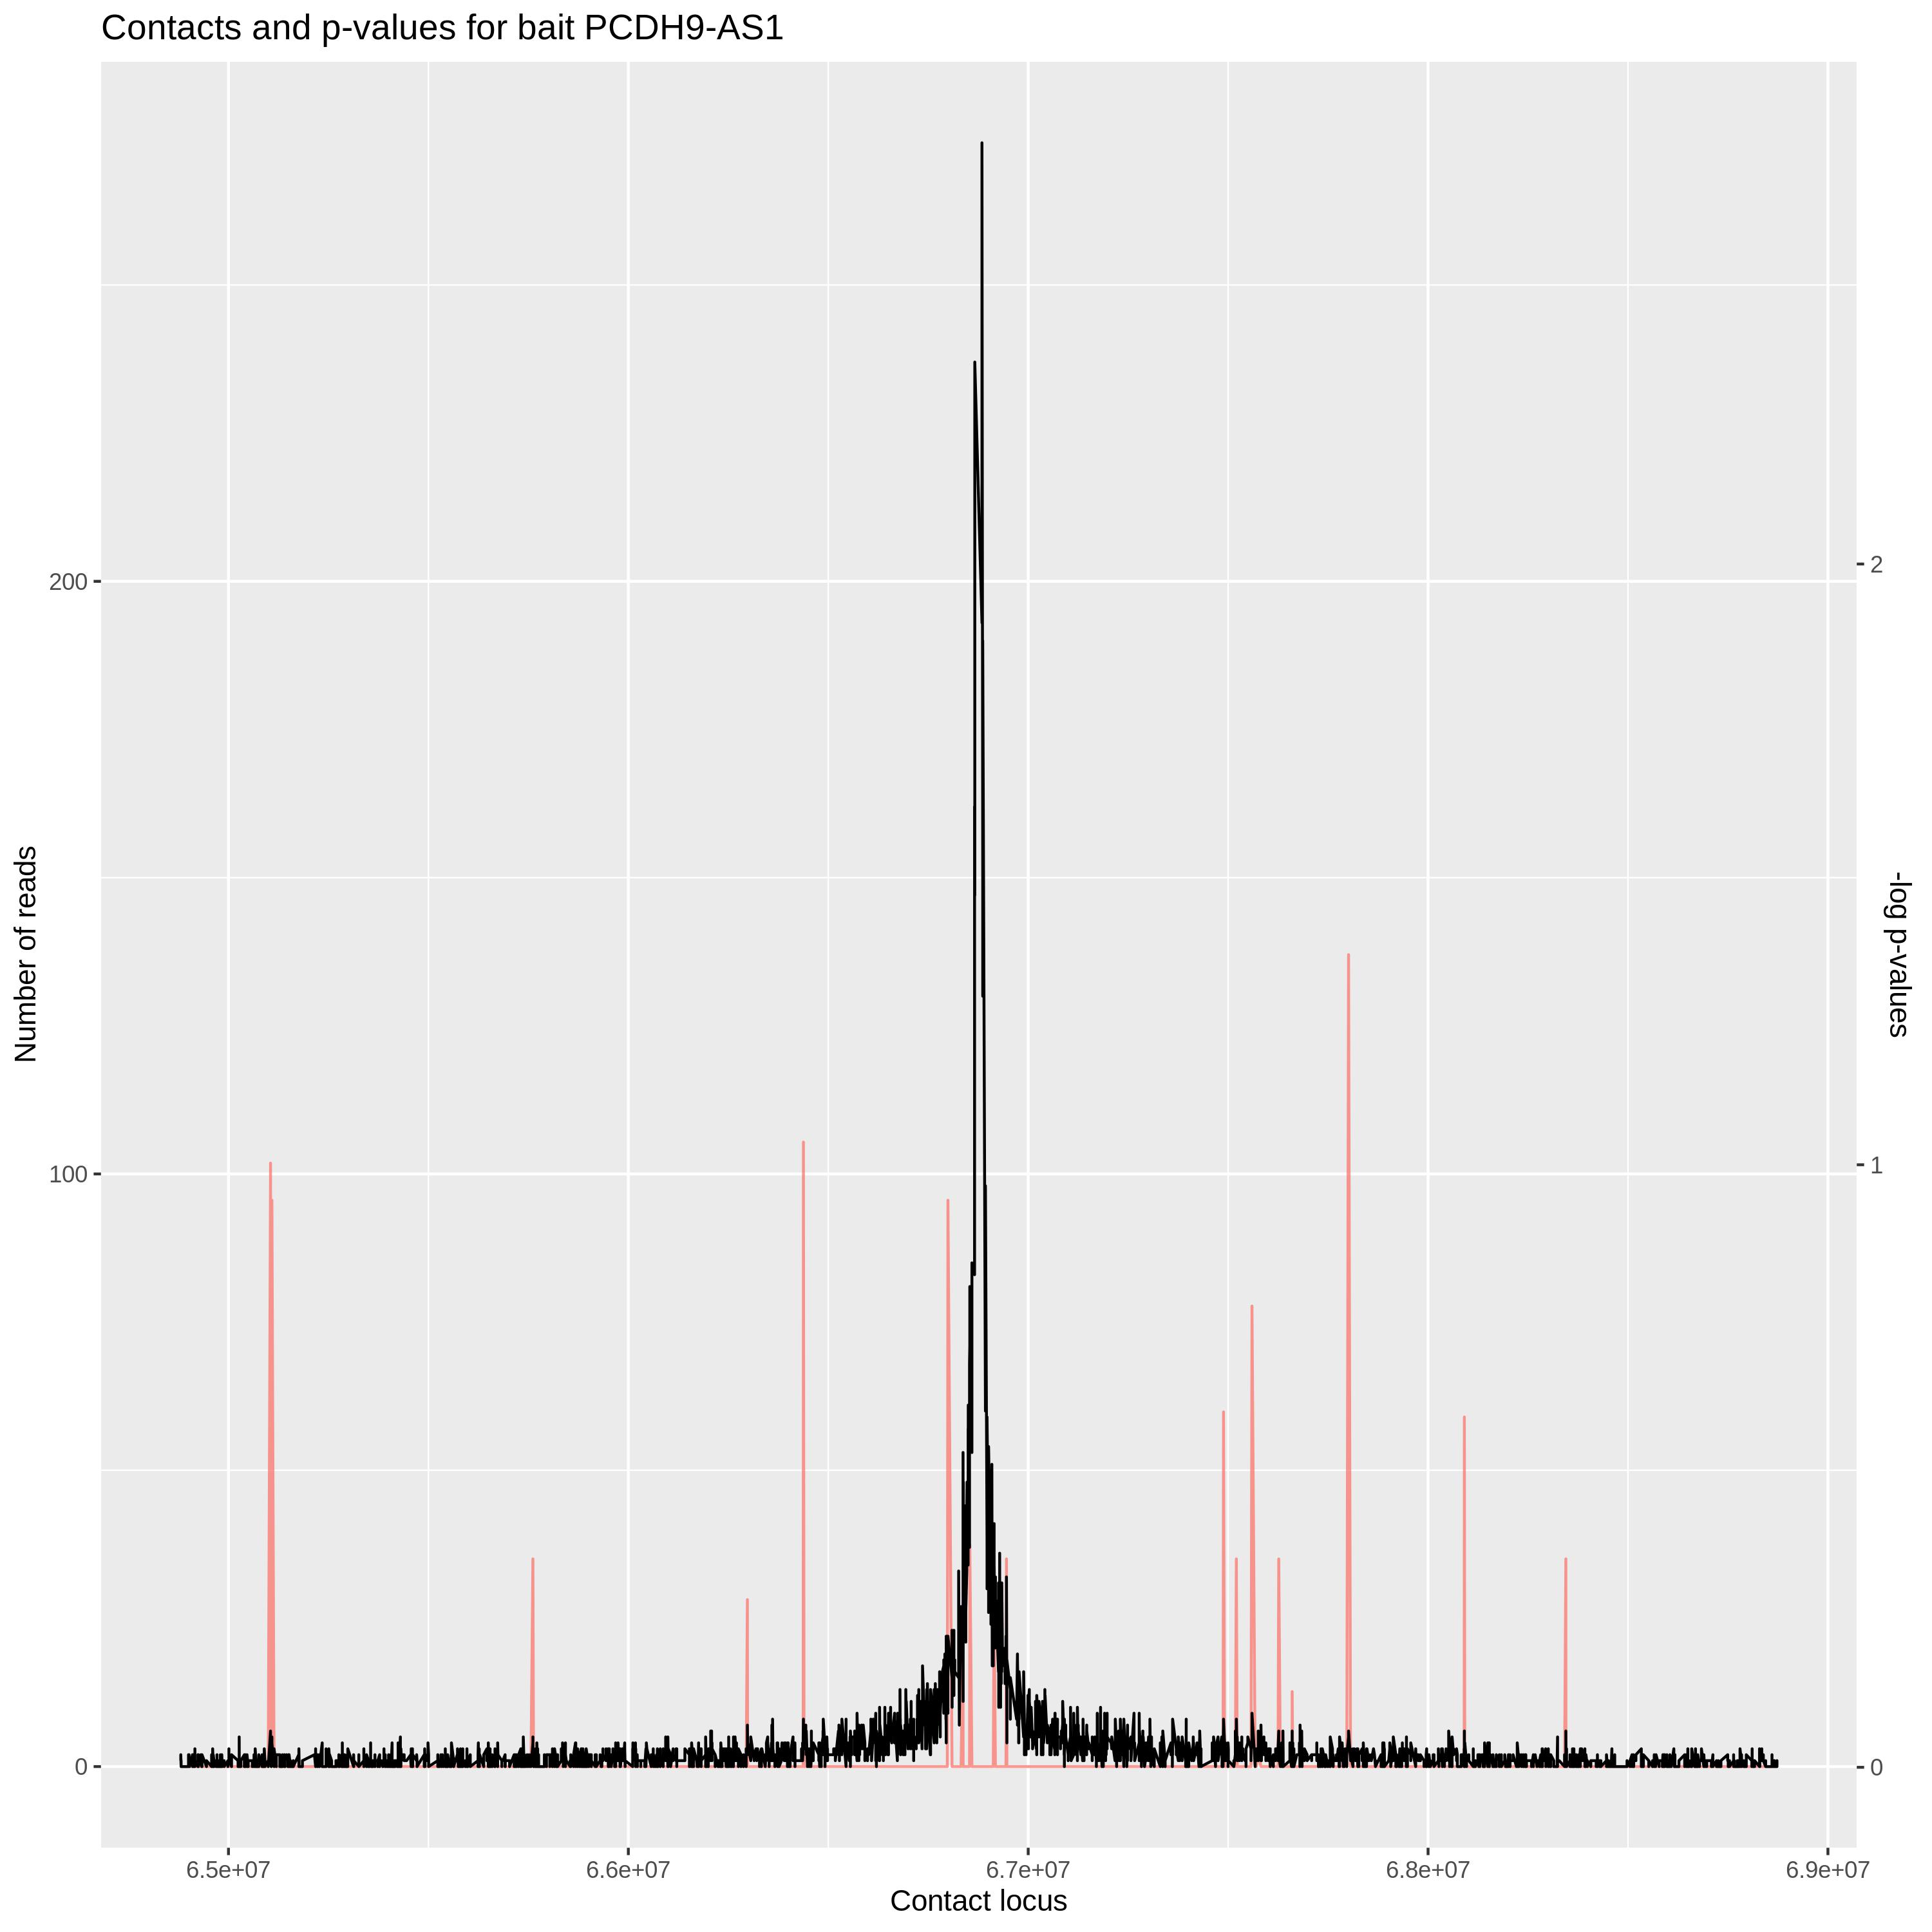 Contacts and p-values for bait PCDH9-AS1
Number of reads
200
100
0
2
1
0
-log p-values
6.5e+07
6.6e+07
6.7e+07
6.8e+07
6.9e+07
Contact locus